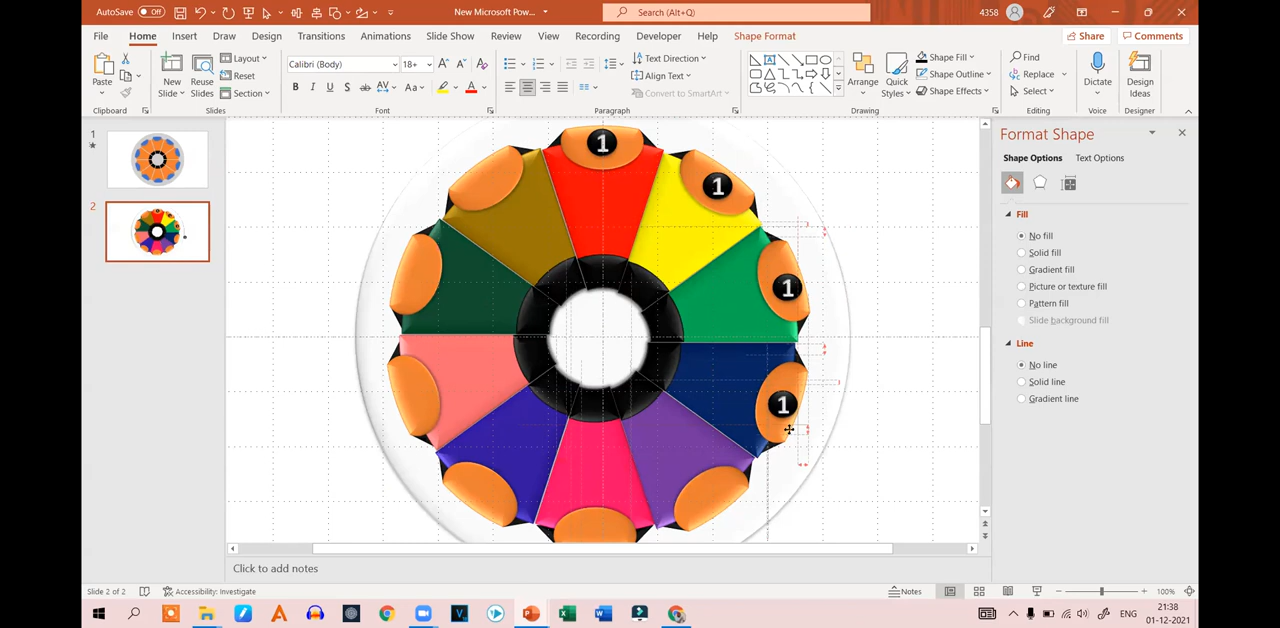 AutoSave Off
New Microsoft Pow...
Search (Alt+Q)
4358
File Home Insert Draw Design Transitions Animations Slide Show Review View Recording Developer Help Shape Format
Share Comments
Paste
New Slide
Reuse Slides
Layout
Reset
Section
Calibri (Body) 18+
B I U S ab AV Aa A
Text Direction
Align Text
Convert to SmartArt
Arrange
Quick Styles
Shape Fill
Shape Outline
Shape Effects
Find
Replace
Select
Dictate
Design Ideas
Clipboard
Slides
Font
Paragraph
Drawing
Editing
Voice
Designer
1
2
1
1
1
1
Format Shape
Shape Options Text Options
Fill
No fill
Solid fill
Gradient fill
Picture or texture fill
Pattern fill
Slide background fill
Line
No line
Solid line
Gradient line
Click to add notes
Slide 2 of 2
Accessibility: Investigate
Notes
100%
ENG
21:38
01-12-2021